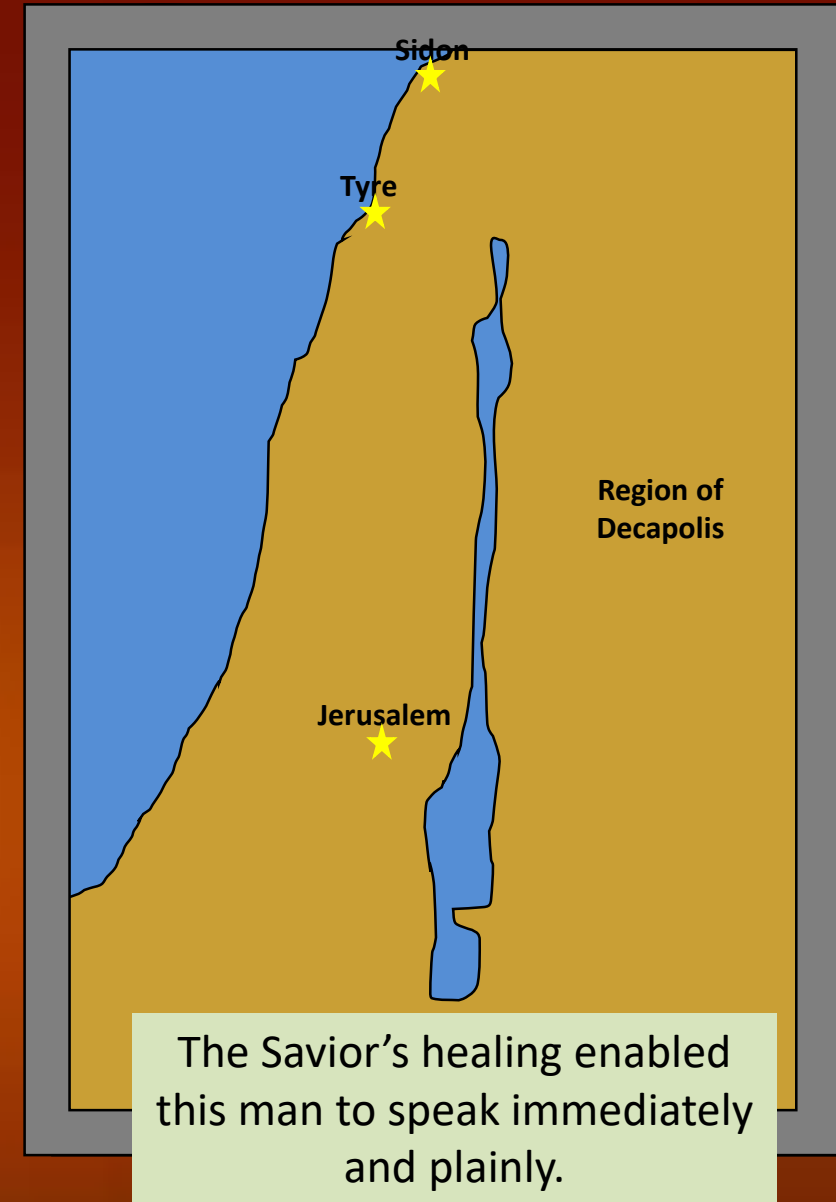 Sidon
Tyre
Region of
Decapolis
Jerusalem
The Savior’s healing enabled
this man to speak immediately
and plainly.